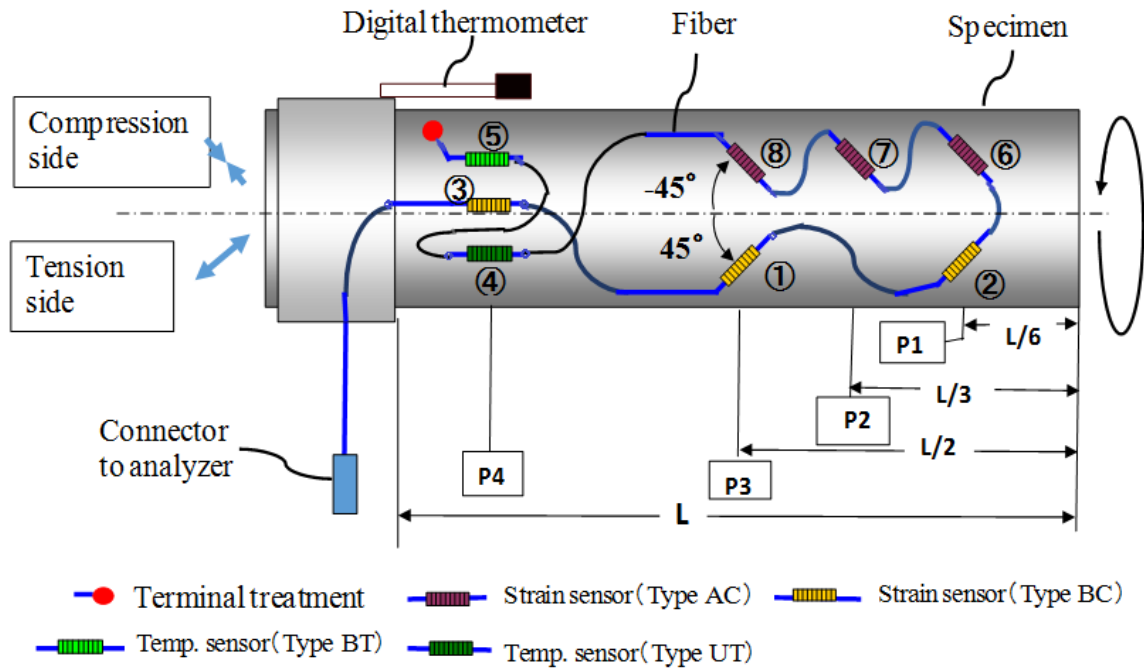 Digital thermometer
Fiber
Specimen
Compression
side
Tension
side
⑤
③
④
⑧
⑦
⑥
-45°
45°
①
②
P1
L/6
P2
L/3
P3
L/2
P4
L
Connector
to analyzer
Terminal treatment
Strain sensor(Type AC)
Strain sensor(Type BC)
Temp. sensor(Type BT)
Temp. sensor(Type UT)